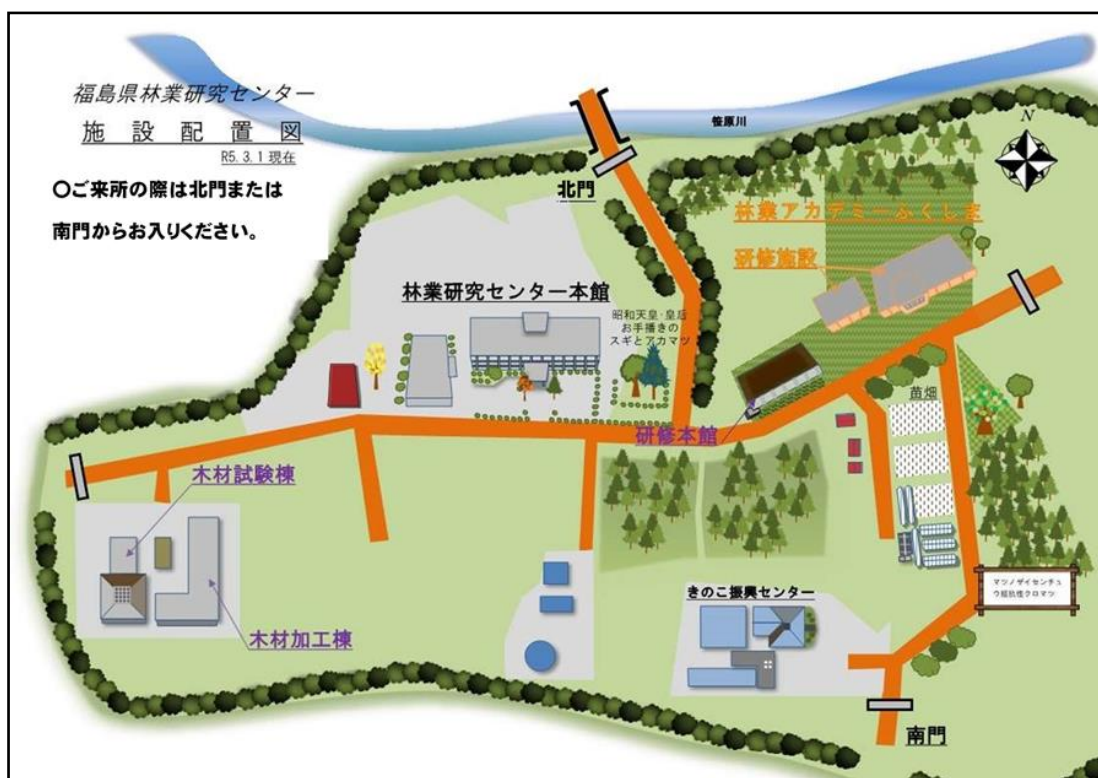 福島県林業研究センター
施設配置図
R5.3.1現在
〇ご来所の際は北門または
南門からお入りください。
笹原川
N
北門
林業アカデミーふくしま
研修施設
林業研究センター本館
昭和天皇・皇后
お手播きの
スギとアカマツ
苗畑
研修本館
木材試験棟
木材加工棟
きのこ振興センター
マツノザイセンチュ
ウ抵抗性クロマツ
南門